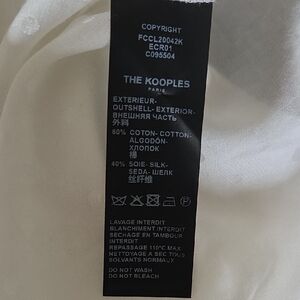 COPYRIGHT
FCCL20042K
ECR01
C095504
THE KOOPLES
PARIS
EXTERIEUR-
OUTSHELL- EXTERIOR-
ВНЕШНЯЯ ЧАСТЬ
外料
60% COTON- COTTON-
ALGODÓN-
ХЛОПОК
棉
40% SOIE- SILK-
SEDA- ШЕЛК
丝纤维
LAVAGE INTERDIT
BLANCHIMENT INTERDIT
SECHAGE EN TAMBOUR
INTERDIT
REPASSAGE 110°C MAX
NETTOYAGE A SEC TOUS
SOLVANTS NORMAUX
DO NOT WASH
DO NOT BLEACH